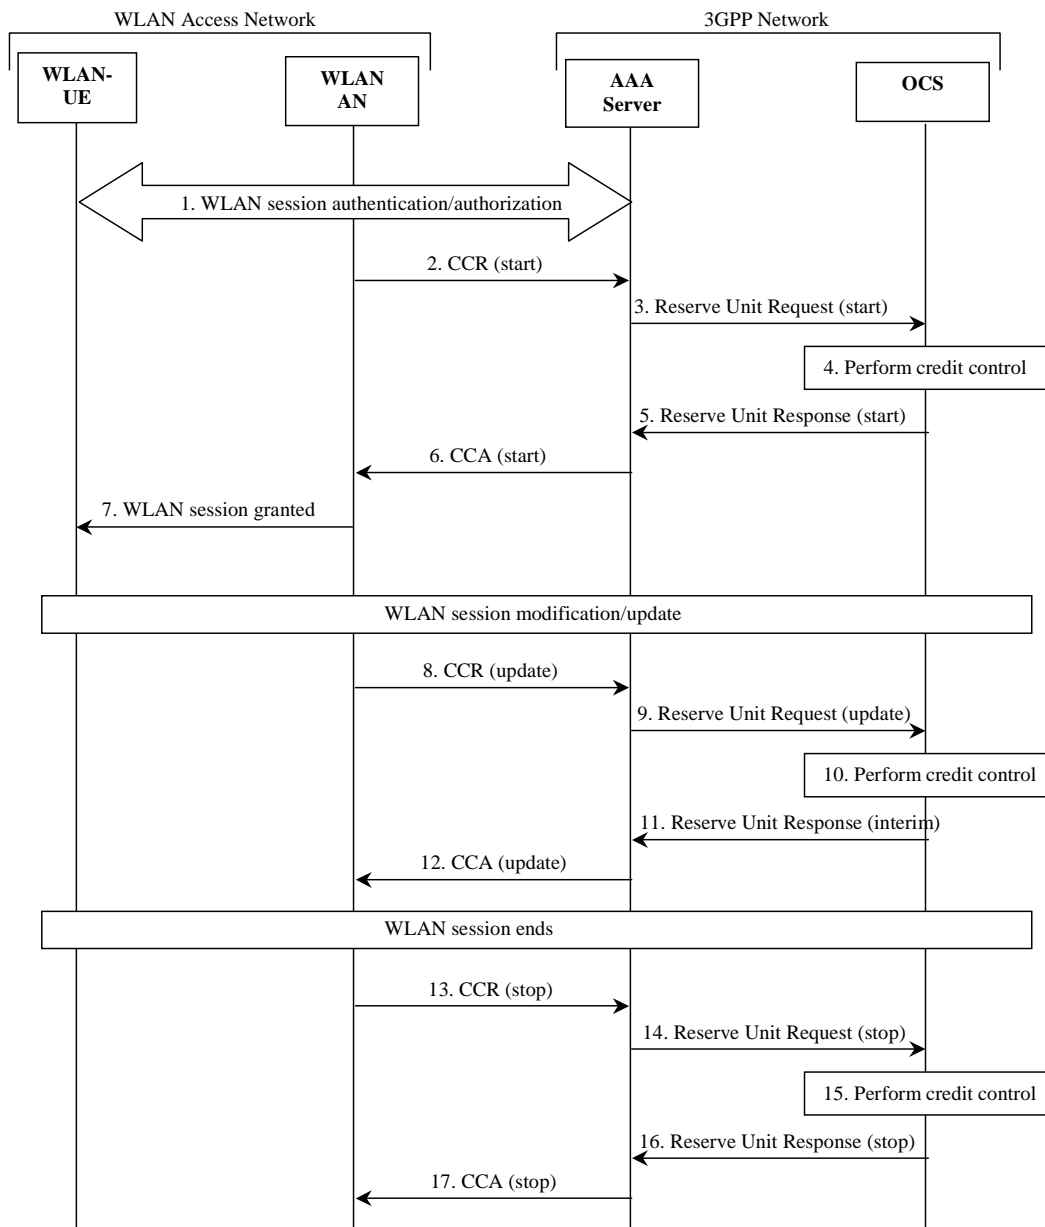 WLAN Access Network
3GPP Network
WLAN-
UE
WLAN
AN
AAA
Server
OCS
1. WLAN session authentication/authorization
2. CCR (start)
3. Reserve Unit Request (start)
4. Perform credit control
5. Reserve Unit Response (start)
6. CCA (start)
7. WLAN session granted
WLAN session modification/update
8. CCR (update)
9. Reserve Unit Request (update)
10. Perform credit control
11. Reserve Unit Response (interim)
12. CCA (update)
WLAN session ends
13. CCR (stop)
14. Reserve Unit Request (stop)
15. Perform credit control
16. Reserve Unit Response (stop)
17. CCA (stop)